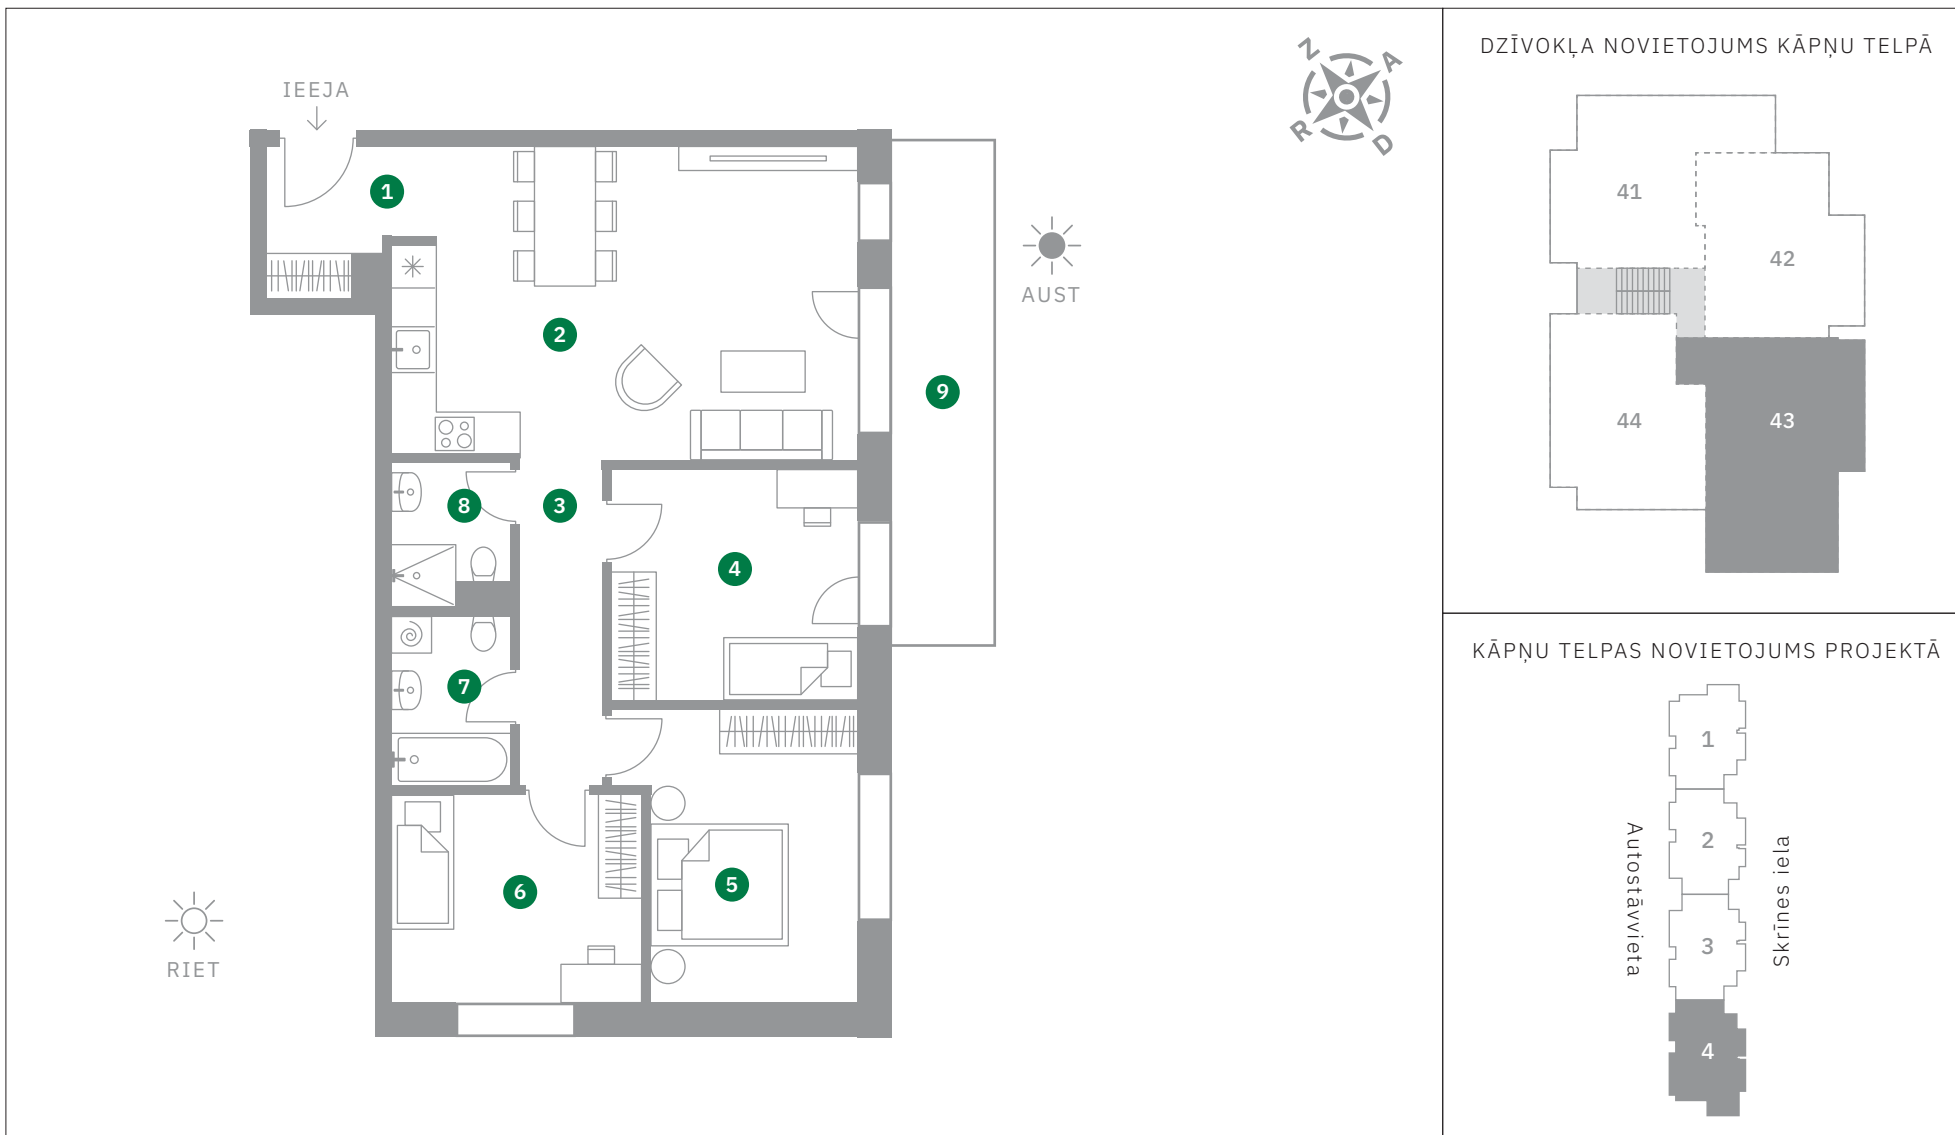 IEEJA
1
2
3
4
5
6
7
8
9
Z
A
R
D
AUST
RIET
DZĪVOKĻA NOVIETOJUMS KĀPŅU TELPĀ
41
42
43
44
KĀPŅU TELPAS NOVIETOJUMS PROJEKTĀ
1
2
3
4
Autostāvvieta
Skrīnes iela